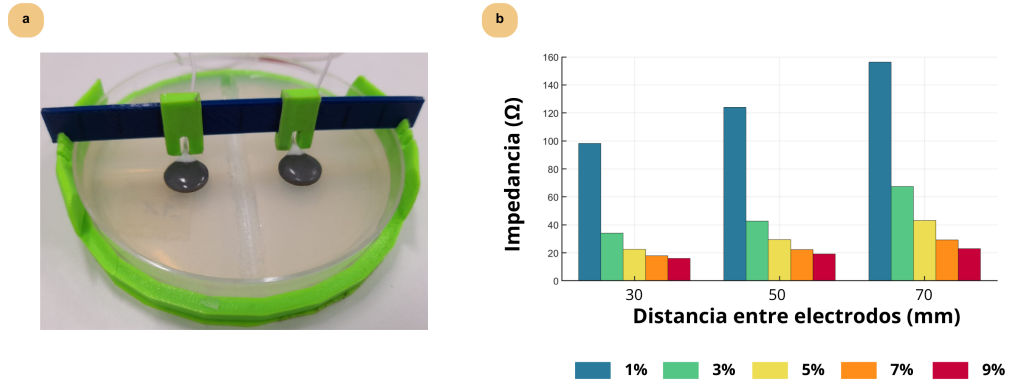 a
b
Impedancia (Ω)
160
140
120
100
80
60
40
20
0
30 50 70
Distancia entre electrodos (mm)
1% 3% 5% 7% 9%